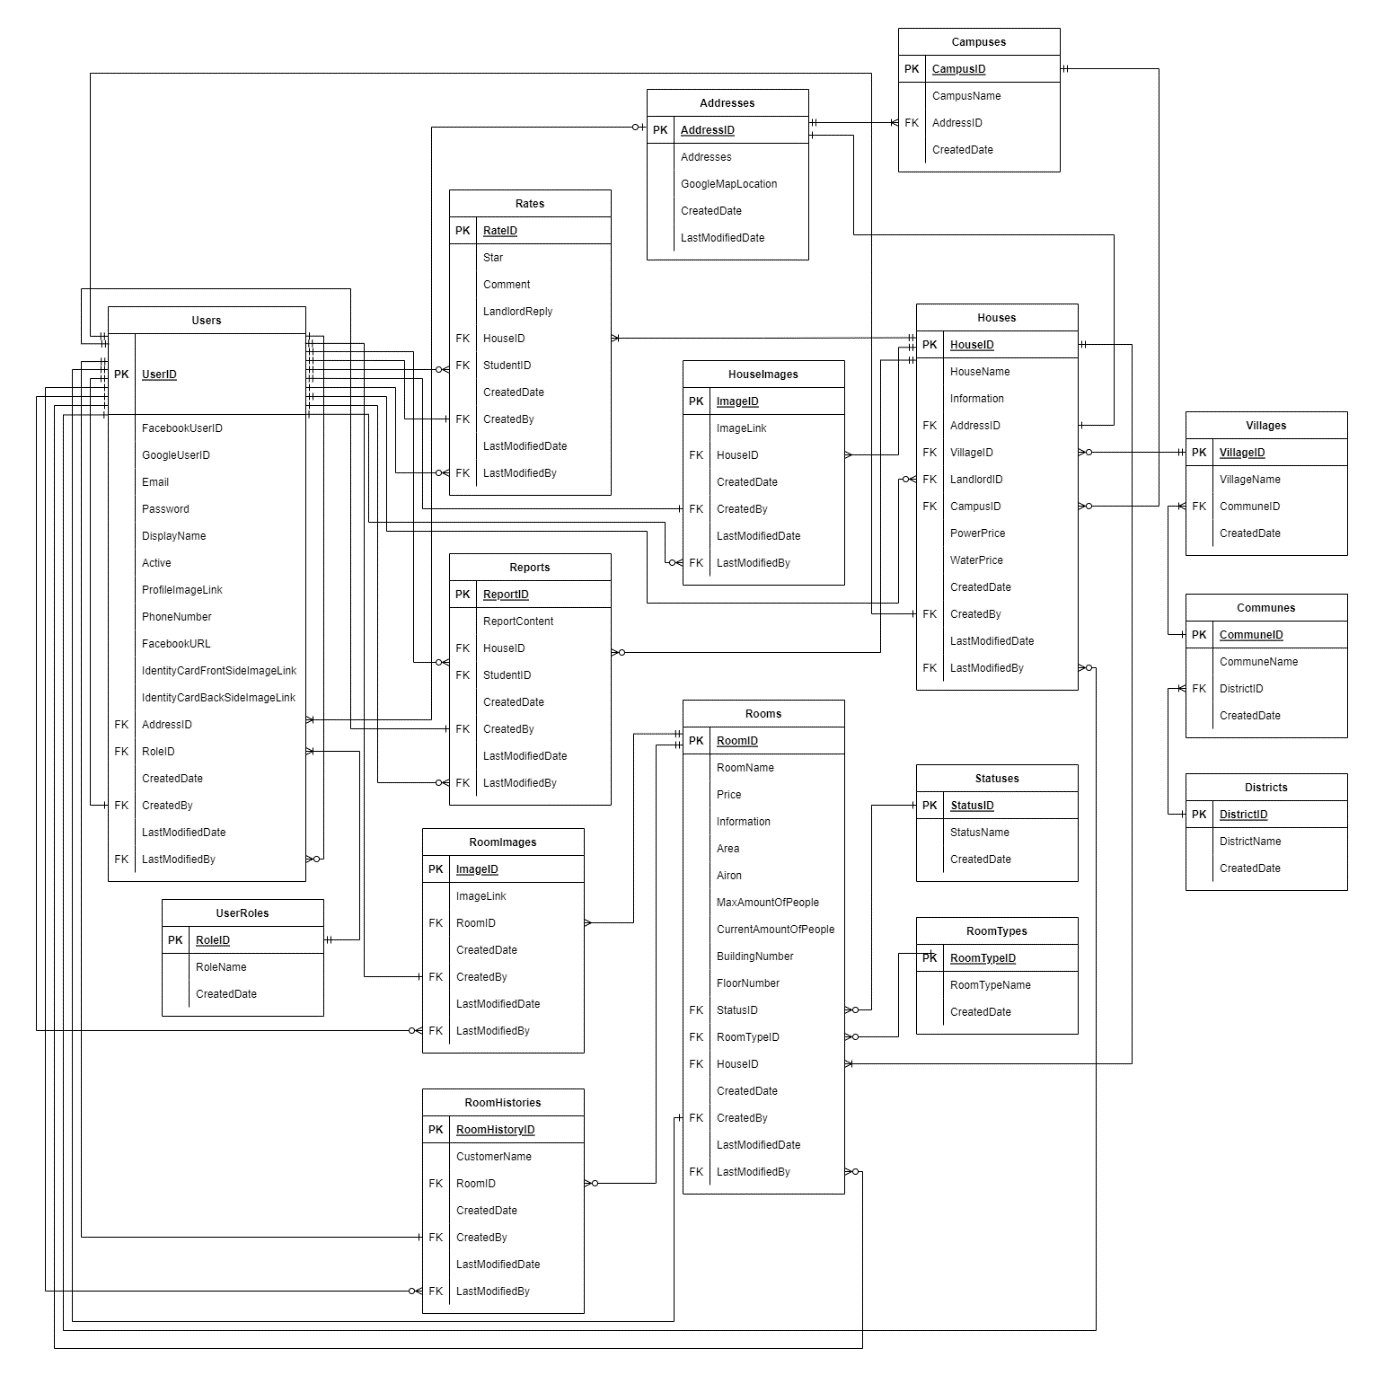 Campuses
PK CampusID
CampusName
FK AddressID
CreatedDate
Addresses
PK AddressID
Addresses
GoogleMapLocation
CreatedDate
LastModifiedDate
Rates
PK RateID
Star
Comment
LandlordReply
FK HouseID
FK StudentID
CreatedDate
FK CreatedBy
LastModifiedDate
FK LastModifiedBy
Users
PK UserID
FacebookUserID
GoogleUserID
Email
Password
DisplayName
Active
ProfileImageLink
PhoneNumber
FacebookURL
IdentityCardFrontSideImageLink
IdentityCardBackSideImageLink
FK AddressID
FK RoleID
CreatedDate
FK CreatedBy
LastModifiedDate
FK LastModifiedBy
Houses
PK HouseID
HouseName
Information
FK AddressID
FK VillageID
FK LandlordID
FK CampusID
PowerPrice
WaterPrice
CreatedDate
FK CreatedBy
LastModifiedDate
FK LastModifiedBy
HouseImages
PK ImageID
ImageLink
FK HouseID
CreatedDate
FK CreatedBy
LastModifiedDate
FK LastModifiedBy
Villages
PK VillageID
VillageName
FK CommuneID
CreatedDate
Reports
PK ReportID
ReportContent
FK HouseID
FK StudentID
CreatedDate
FK CreatedBy
LastModifiedDate
FK LastModifiedBy
Communes
PK CommuneID
CommuneName
FK DistrictID
CreatedDate
Rooms
PK RoomID
RoomName
Price
Information
Area
Airon
MaxAmountOfPeople
CurrentAmountOfPeople
BuildingNumber
FloorNumber
FK StatusID
FK RoomTypeID
FK HouseID
CreatedDate
FK CreatedBy
LastModifiedDate
FK LastModifiedBy
Statuses
PK StatusID
StatusName
CreatedDate
Districts
PK DistrictID
DistrictName
CreatedDate
RoomImages
PK ImageID
ImageLink
FK RoomID
CreatedDate
FK CreatedBy
LastModifiedDate
FK LastModifiedBy
UserRoles
PK RoleID
RoleName
CreatedDate
RoomTypes
PK RoomTypeID
RoomTypeName
CreatedDate
RoomHistories
PK RoomHistoryID
CustomerName
FK RoomID
CreatedDate
FK CreatedBy
LastModifiedDate
FK LastModifiedBy